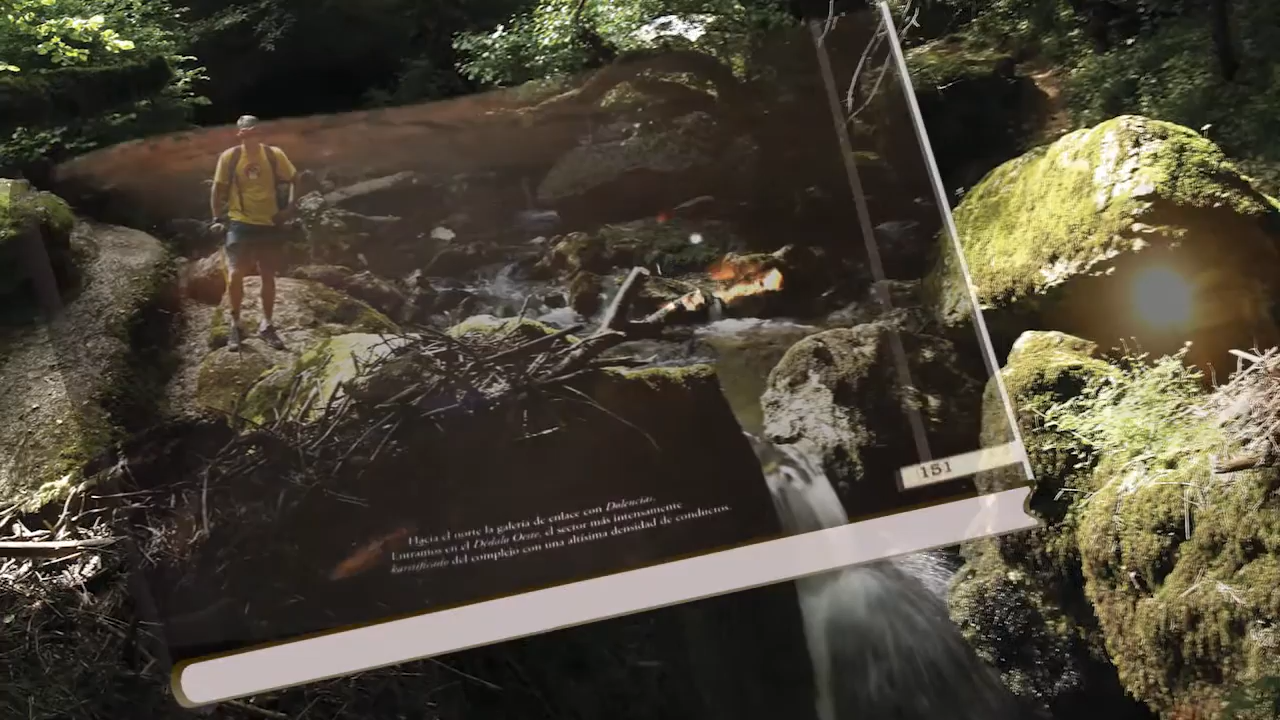 Hacia el norte la galería de enlace con Dolencias.
Entramos en el Dédalo Oeste, el sector más intensamente
karstificado del complejo con una altísima densidad de conductos.
151